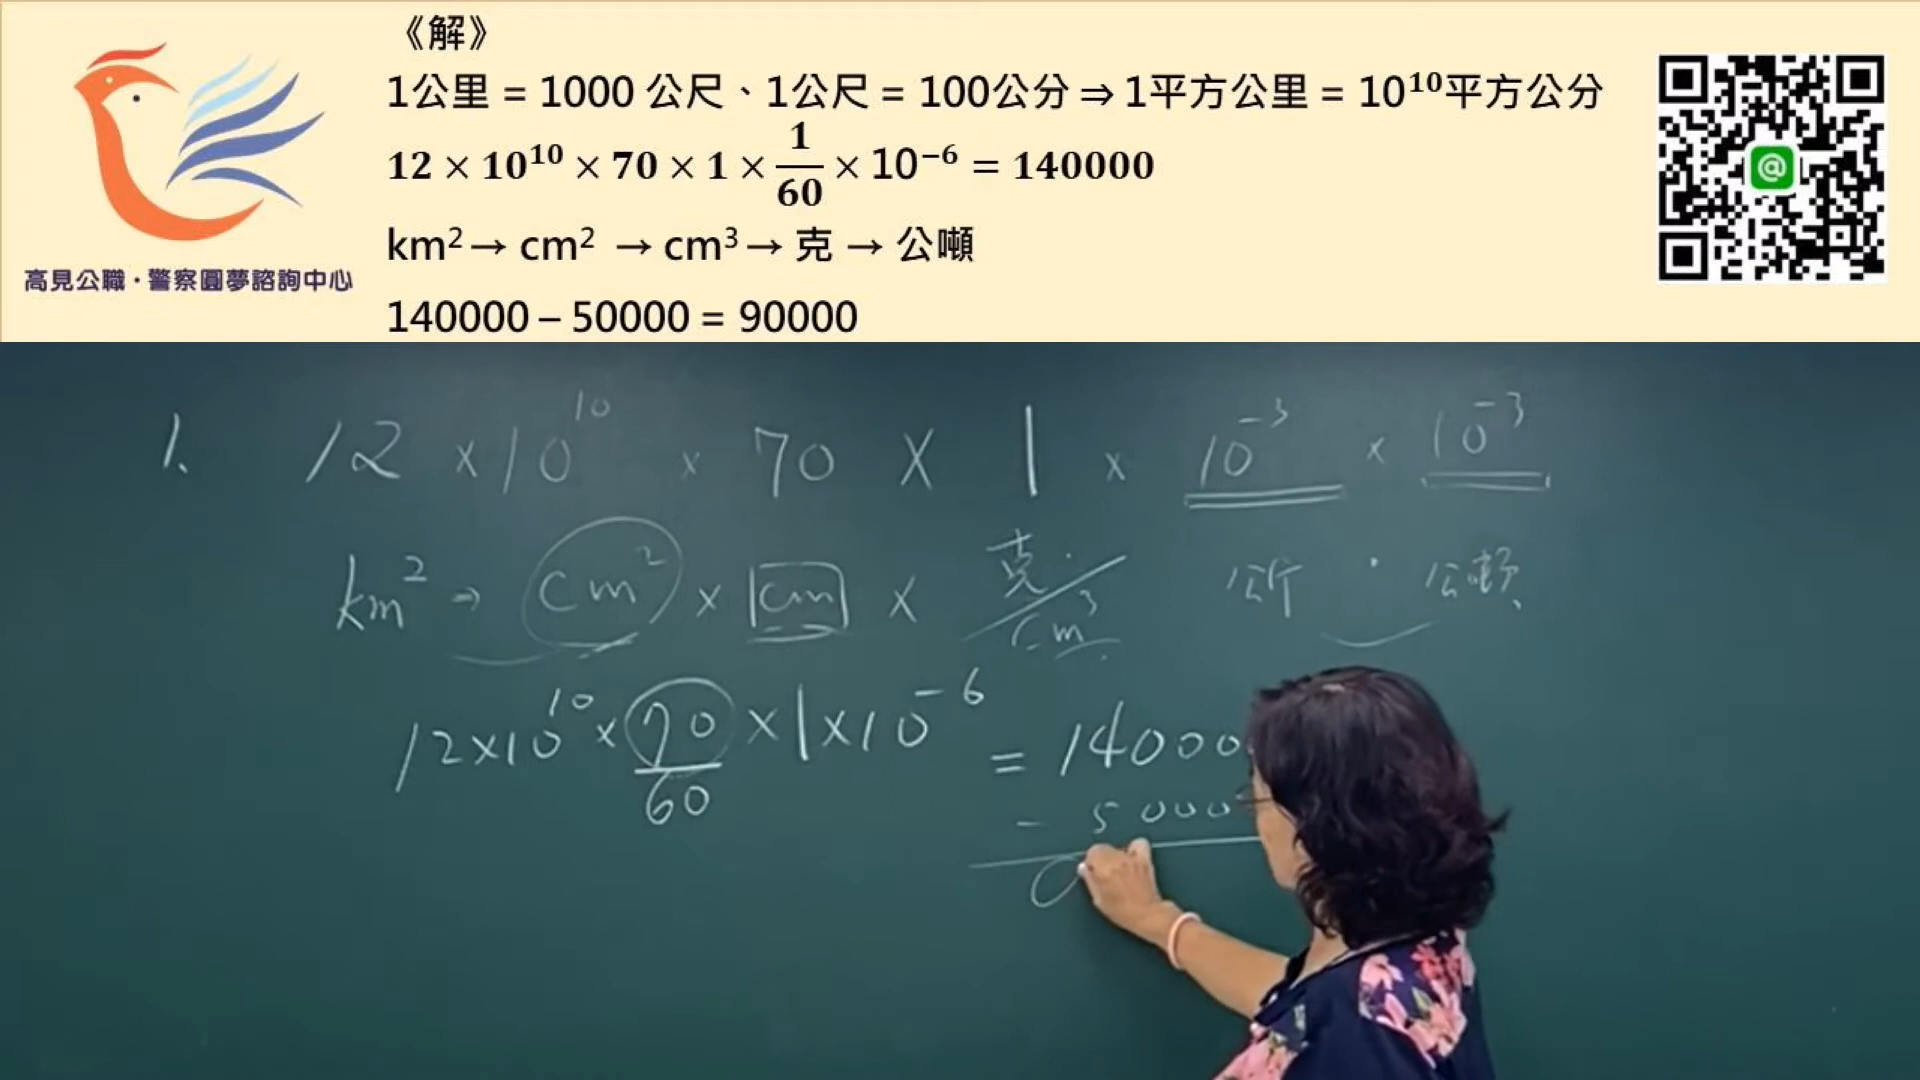 《解》
1公里 = 1000 公尺、1公尺 = 100公分 ⇒ 1平方公里 = 10¹⁰平方公分
12 × 10¹⁰ × 70 × 1 × 1/60 × 10⁻⁶ = 140000
km² → cm² → cm³ → 克 → 公噸
140000 – 50000 = 90000
高見公職·警察圓夢諮詢中心
1. 12 × 10¹⁰ × 70 × 1 × 10⁻³ × 10⁻³
km² → cm² × cm × 克/cm³ 公斤 · 公噸
12×10¹⁰ × 70/60 × 1 × 10⁻⁶ = 14000
- 5000